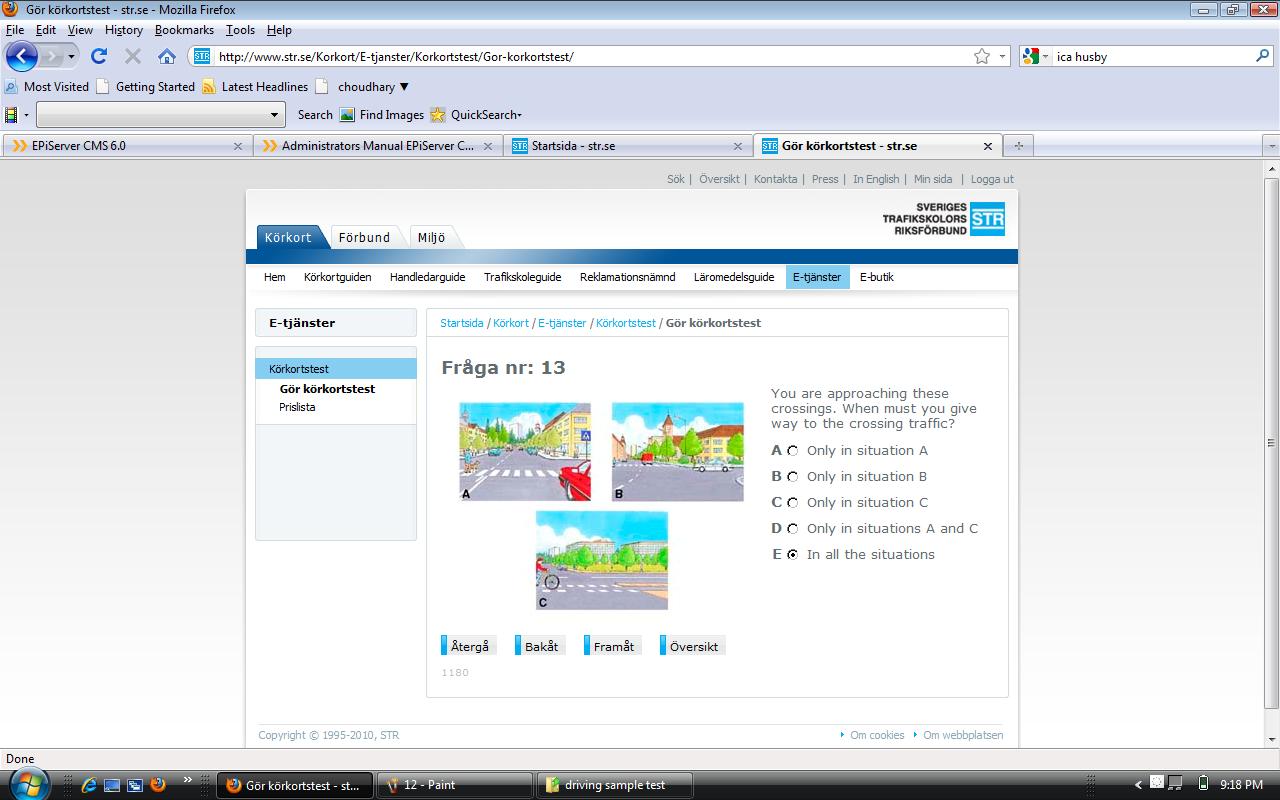 Gör körkortstest - str.se - Mozilla Firefox
File Edit View History Bookmarks Tools Help
STR http://www.str.se/Korkort/E-tjanster/Korkortstest/Gor-korkortstest/ ica husby
Most Visited Getting Started Latest Headlines choudhary ▼
Search Find Images QuickSearch
EPiServer CMS 6.0 Administrators Manual EPiServer C... STR Startsida - str.se STR Gör körkortstest - str.se
Sök | Översikt | Kontakta | Press | In English | Min sida | Logga ut
SVERIGES
TRAFIKSKOLORS STR
RIKSFÖRBUND
Körkort Förbund Miljö
Hem Körkortguiden Handledarguide Trafikskoleguide Reklamationsnämnd Läromedelsguide E-tjänster E-butik
E-tjänster
Körkortstest
Gör körkortstest
Prislista
Startsida / Körkort / E-tjänster / Körkortstest / Gör körkortstest
Fråga nr: 13
A
B
C
You are approaching these
crossings. When must you give
way to the crossing traffic?
A Only in situation A
B Only in situation B
C Only in situation C
D Only in situations A and C
E In all the situations
Återgå Bakåt Framåt Översikt
1180
Copyright © 1995-2010, STR Om cookies Om webbplatsen
Done
Gör körkortstest - st... 12 - Paint driving sample test 9:18 PM